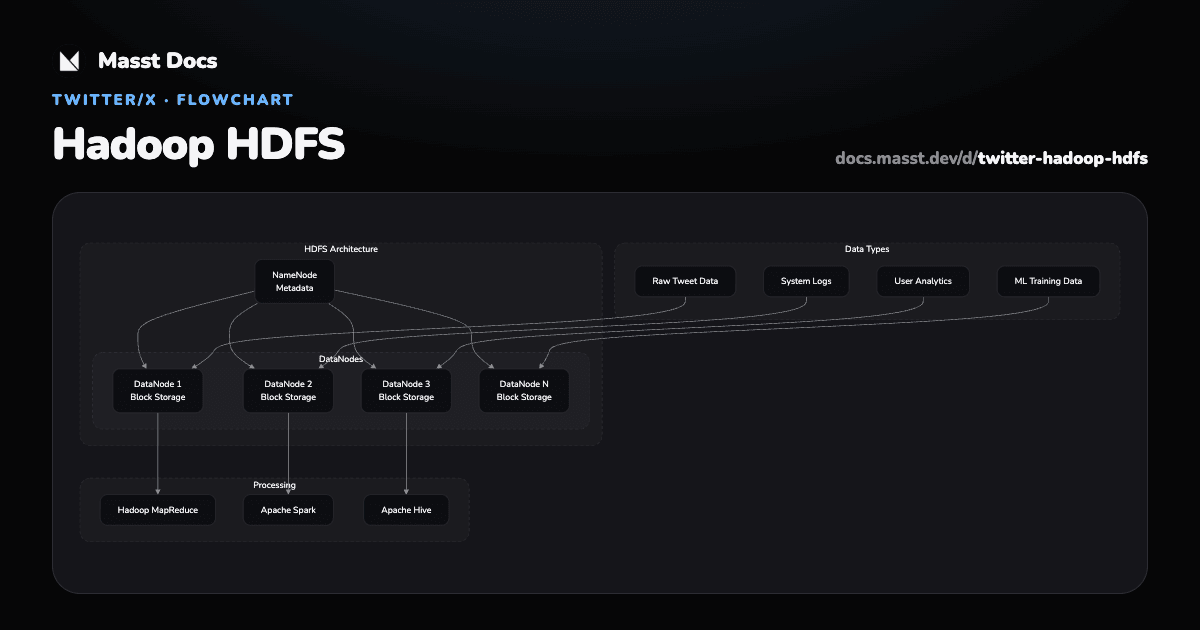 Masst Docs
TWITTER/X · FLOWCHART
Hadoop HDFS
docs.masst.dev/d/twitter-hadoop-hdfs
HDFS Architecture
Data Types
NameNode
Metadata
Raw Tweet Data
System Logs
User Analytics
ML Training Data
DataNodes
DataNode 1
Block Storage
DataNode 2
Block Storage
DataNode 3
Block Storage
DataNode N
Block Storage
Processing
Hadoop MapReduce
Apache Spark
Apache Hive